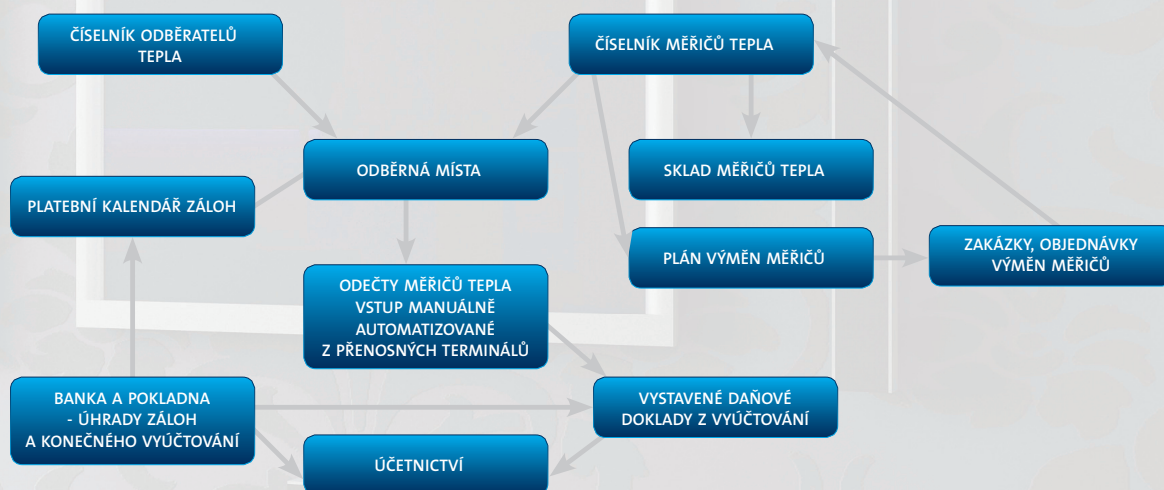 ČÍSELNÍK ODBĚRATELŮ
TEPLA
ČÍSELNÍK MĚŘIČŮ TEPLA
ODBĚRNÁ MÍSTA
SKLAD MĚŘIČŮ TEPLA
PLATEBNÍ KALENDÁŘ ZÁLOH
PLÁN VÝMĚN MĚŘIČŮ
ZAKÁZKY, OBJEDNÁVKY
VÝMĚN MĚŘIČŮ
ODEČTY MĚŘIČŮ TEPLA
VSTUP MANUÁLNĚ
AUTOMATIZOVANÉ
Z PŘENOSNÝCH TERMINÁLŮ
BANKA A POKLADNA
- ÚHRADY ZÁLOH
A KONEČNÉHO VYÚČTOVÁNÍ
VYSTAVENÉ DAŇOVÉ
DOKLADY Z VYÚČTOVÁNÍ
ÚČETNICTVÍ